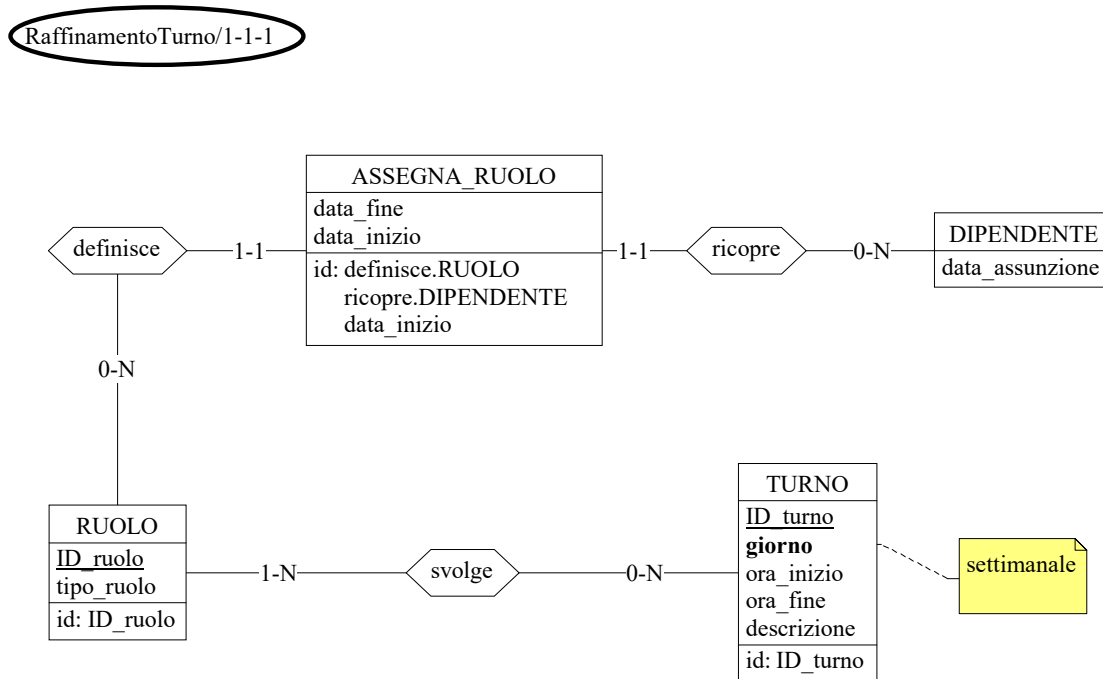 RaffinamentoTurno/1-1-1
ASSEGNA_RUOLO
data_fine
data_inizio
id: definisce.RUOLO
ricopre.DIPENDENTE
data_inizio
definisce
1-1
1-1
ricopre
0-N
DIPENDENTE
data_assunzione
0-N
RUOLO
ID_ruolo
tipo_ruolo
id: ID_ruolo
1-N
svolge
0-N
TURNO
ID_turno
giorno
ora_inizio
ora_fine
descrizione
id: ID_turno
settimanale